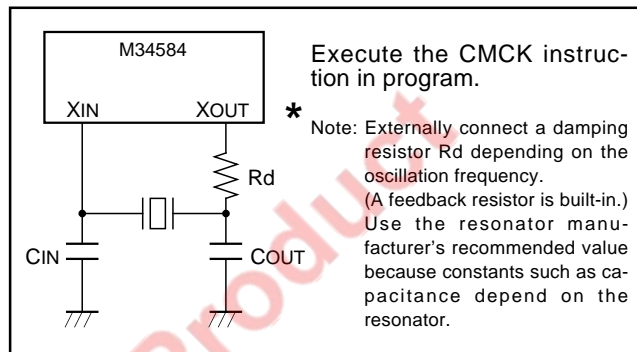 M34584
XIN
XOUT
Rd
CIN
COUT
*
Execute the CMCK instruc-
tion in program.
Note: Externally connect a damping
resistor Rd depending on the
oscillation frequency.
(A feedback resistor is built-in.)
Use the resonator manu-
facturer's recommended value
because constants such as ca-
pacitance depend on the
resonator.
Product